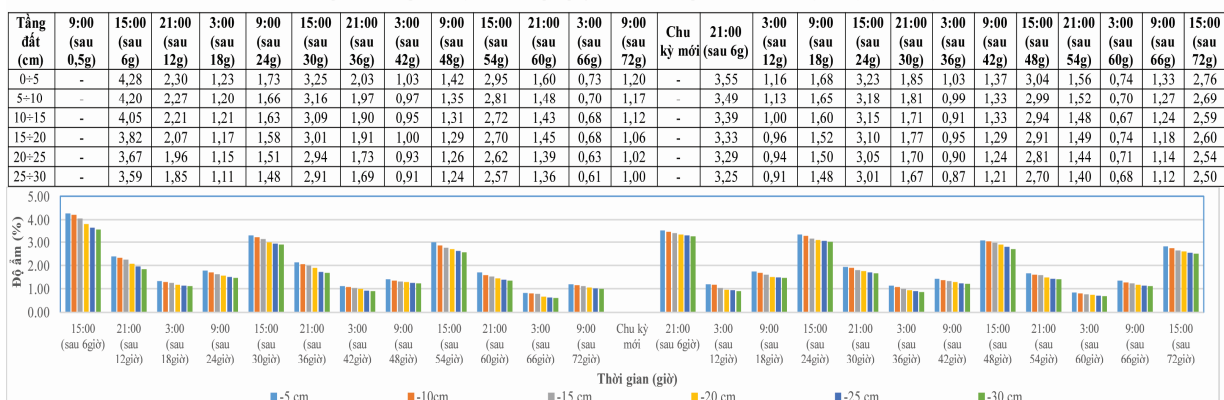 Tầng đất (cm) | 9:00 (sau 0,5g) | 15:00 (sau 6g) | 21:00 (sau 12g) | 3:00 (sau 18g) | 9:00 (sau 24g) | 15:00 (sau 30g) | 21:00 (sau 36g) | 3:00 (sau 42g) | 9:00 (sau 48g) | 15:00 (sau 54g) | 21:00 (sau 60g) | 3:00 (sau 66g) | 9:00 (sau 72g) | Chu kỳ mới | 21:00 (sau 6g) | 3:00 (sau 12g) | 9:00 (sau 18g) | 15:00 (sau 24g) | 21:00 (sau 30g) | 3:00 (sau 36g) | 9:00 (sau 42g) | 15:00 (sau 48g) | 21:00 (sau 54g) | 3:00 (sau 60g) | 9:00 (sau 66g) | 15:00 (sau 72g)
0÷5 | - | 4,28 | 2,30 | 1,23 | 1,73 | 3,25 | 2,03 | 1,03 | 1,42 | 2,95 | 1,60 | 0,73 | 1,20 | - | 3,55 | 1,16 | 1,68 | 3,23 | 1,85 | 1,03 | 1,37 | 3,04 | 1,56 | 0,74 | 1,33 | 2,76
5÷10 | - | 4,20 | 2,27 | 1,20 | 1,66 | 3,16 | 1,97 | 0,97 | 1,35 | 2,81 | 1,48 | 0,70 | 1,17 | - | 3,49 | 1,13 | 1,65 | 3,18 | 1,81 | 0,99 | 1,33 | 2,99 | 1,52 | 0,70 | 1,27 | 2,69
10÷15 | - | 4,05 | 2,21 | 1,21 | 1,63 | 3,09 | 1,90 | 0,95 | 1,31 | 2,72 | 1,43 | 0,68 | 1,12 | - | 3,39 | 1,00 | 1,60 | 3,15 | 1,71 | 0,91 | 1,33 | 2,94 | 1,48 | 0,67 | 1,24 | 2,59
15÷20 | - | 3,82 | 2,07 | 1,17 | 1,58 | 3,01 | 1,91 | 1,00 | 1,29 | 2,70 | 1,45 | 0,68 | 1,06 | - | 3,33 | 0,96 | 1,52 | 3,10 | 1,77 | 0,95 | 1,29 | 2,91 | 1,49 | 0,74 | 1,18 | 2,60
20÷25 | - | 3,67 | 1,96 | 1,15 | 1,51 | 2,94 | 1,73 | 0,93 | 1,26 | 2,62 | 1,39 | 0,63 | 1,02 | - | 3,29 | 0,94 | 1,50 | 3,05 | 1,70 | 0,90 | 1,24 | 2,81 | 1,44 | 0,71 | 1,14 | 2,54
25÷30 | - | 3,59 | 1,85 | 1,11 | 1,48 | 2,91 | 1,69 | 0,91 | 1,24 | 2,57 | 1,36 | 0,61 | 1,00 | - | 3,25 | 0,91 | 1,48 | 3,01 | 1,67 | 0,87 | 1,21 | 2,70 | 1,40 | 0,68 | 1,12 | 2,50
Độ ẩm (%)
5.00
4.00
3.00
2.00
1.00
0.00
15:00 21:00 3:00 9:00 15:00 21:00 3:00 9:00 15:00 21:00 3:00 9:00 Chu kỳ 21:00 3:00 9:00 15:00 21:00 3:00 9:00 15:00 21:00 3:00 9:00 15:00
(sau 6giờ) (sau (sau (sau (sau (sau (sau (sau (sau (sau (sau (sau mới (sau 6giờ) (sau (sau (sau (sau (sau (sau (sau (sau (sau (sau (sau
12giờ) 18giờ) 24giờ) 30giờ) 36giờ) 42giờ) 48giờ) 54giờ) 60giờ) 66giờ) 72giờ) 12giờ) 18giờ) 24giờ) 30giờ) 36giờ) 42giờ) 48giờ) 54giờ) 60giờ) 66giờ) 72giờ)
Thời gian (giờ)
-5 cm -10cm -15 cm -20 cm -25 cm -30 cm